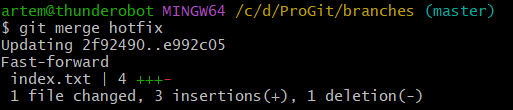 artem@thunderobot MINGW64 /c/d/ProGit/branches (master)
$ git merge hotfix
Updating 2f92490..e992c05
Fast-forward
 index.txt | 4 +++-
 1 file changed, 3 insertions(+), 1 deletion(-)